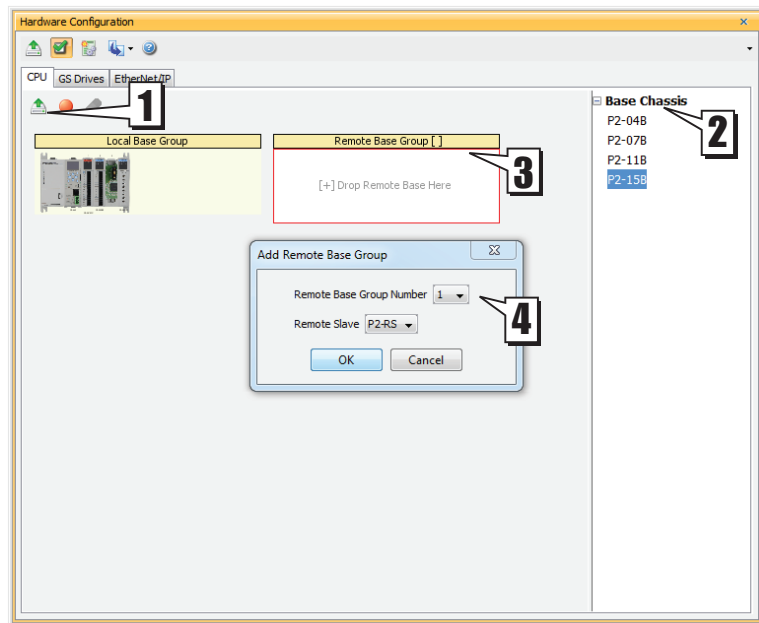 Hardware Configuration
CPU
GS Drives
EtherNet/IP
1
Base Chassis
P2-04B
P2-07B
P2-11B
P2-15B
2
Local Base Group
Remote Base Group [ ]
3
[+] Drop Remote Base Here
Add Remote Base Group
Remote Base Group Number 1
4
Remote Slave P2-RS
OK
Cancel